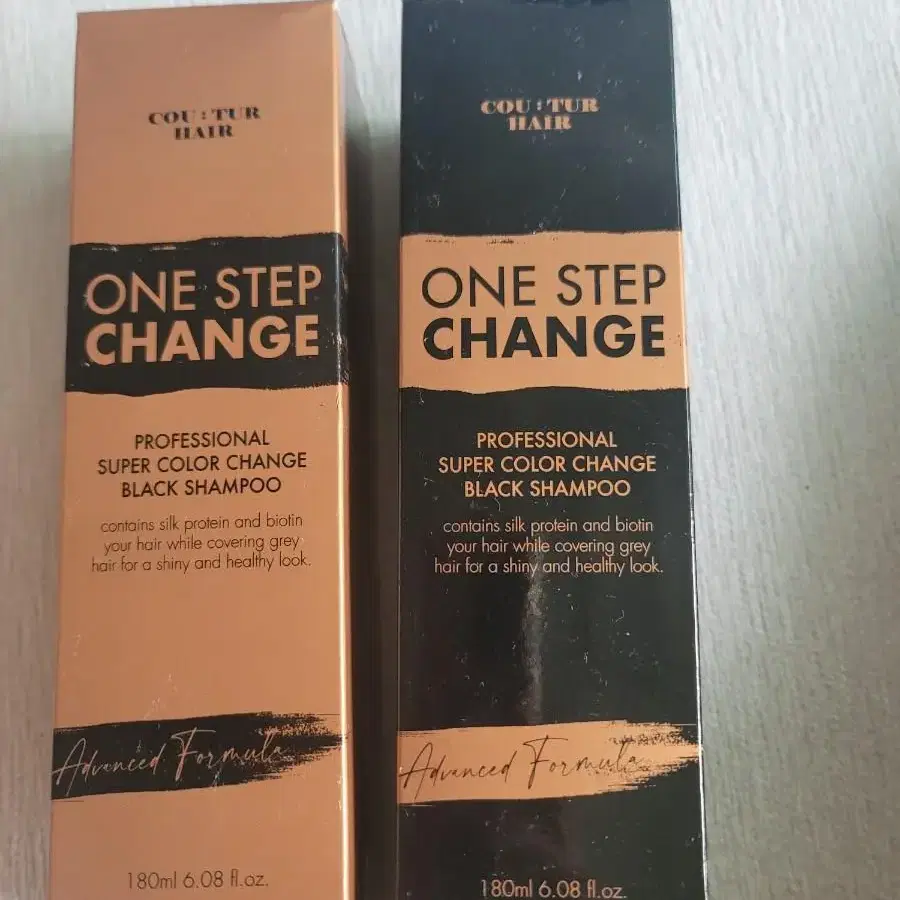 COU:TUR
HAIR
ONE STEP
CHANGE
PROFESSIONAL
SUPER COLOR CHANGE
BLACK SHAMPOO
contains silk protein and biotin
your hair while covering grey
hair for a shiny and healthy look.
Advanced Formula
180ml 6.08 fl.oz.
COU:TUR
HAIR
ONE STEP
CHANGE
PROFESSIONAL
SUPER COLOR CHANGE
BLACK SHAMPOO
contains silk protein and biotin
your hair while covering grey
hair for a shiny and healthy look.
Advanced Formula
180ml 6.08 fl.oz.